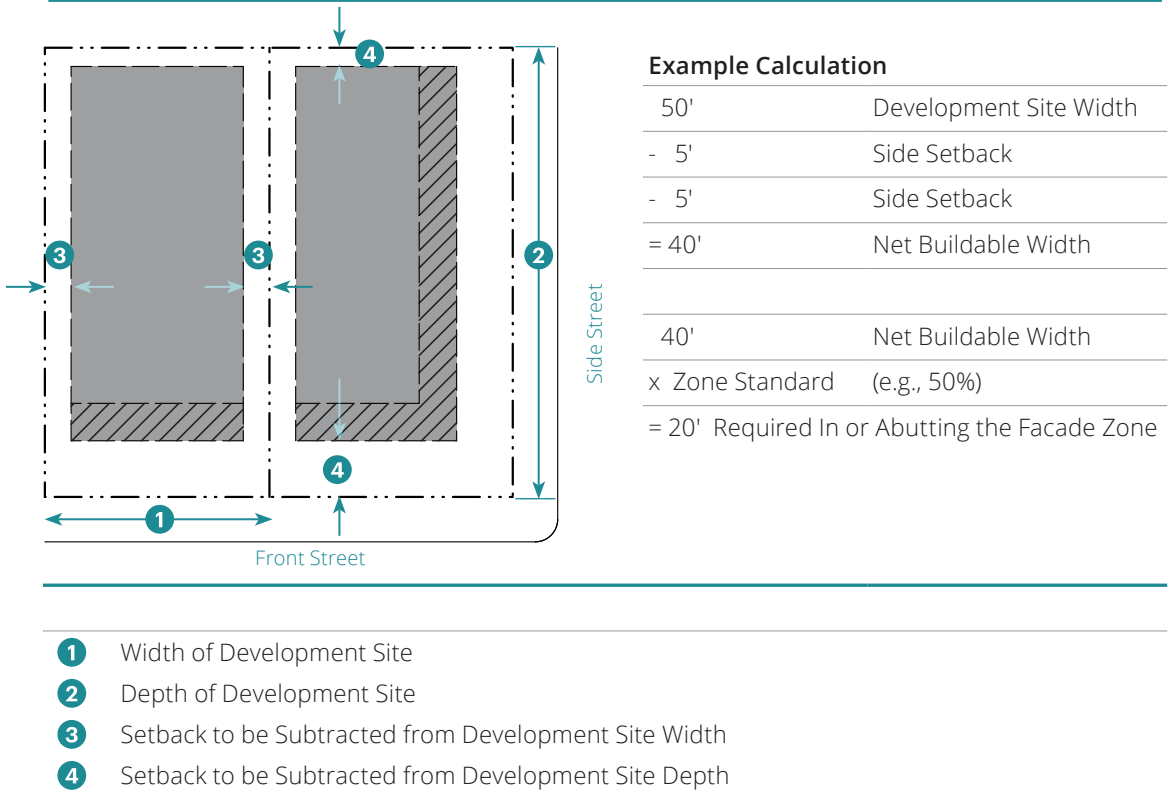 4
3
3
2
4
1
Side Street
Front Street
Example Calculation
50' Development Site Width
- 5' Side Setback
- 5' Side Setback
= 40' Net Buildable Width
40' Net Buildable Width
x Zone Standard (e.g., 50%)
= 20' Required In or Abutting the Facade Zone
1 Width of Development Site
2 Depth of Development Site
3 Setback to be Subtracted from Development Site Width
4 Setback to be Subtracted from Development Site Depth